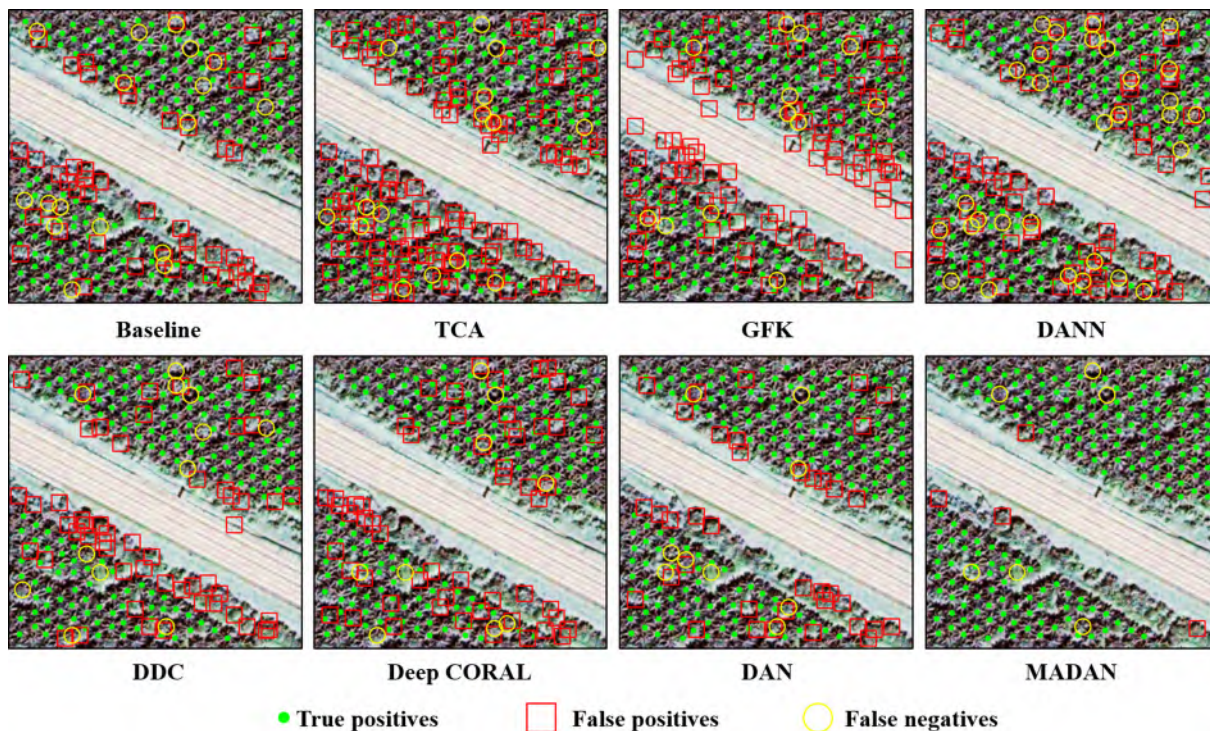 Baseline TCA GFK DANN
DDC Deep CORAL DAN MADAN
True positives False positives False negatives